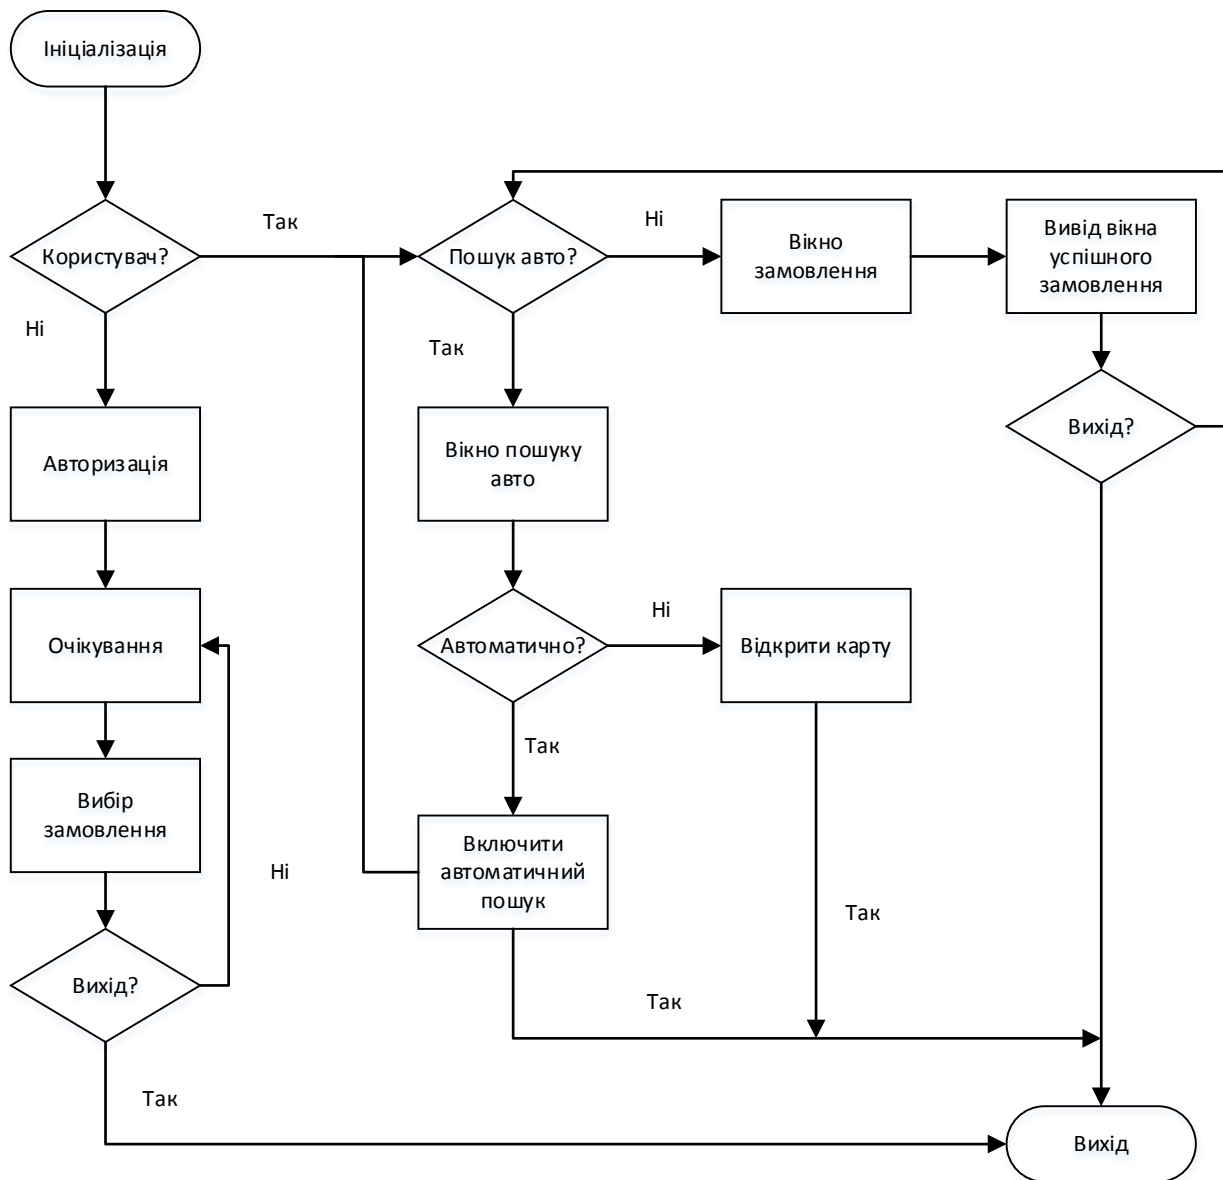 Ініціалізація
Користувач?
Так
Пошук авто?
Ні
Вікно
замовлення
Вивід вікна
успішного
замовлення
Ні
Так
Вихід?
Авторизація
Вікно пошуку
авто
Очікування
Автоматично?
Ні
Відкрити карту
Так
Вибір
замовлення
Ні
Включити
автоматичний
пошук
Так
Вихід?
Так
Так
Вихід